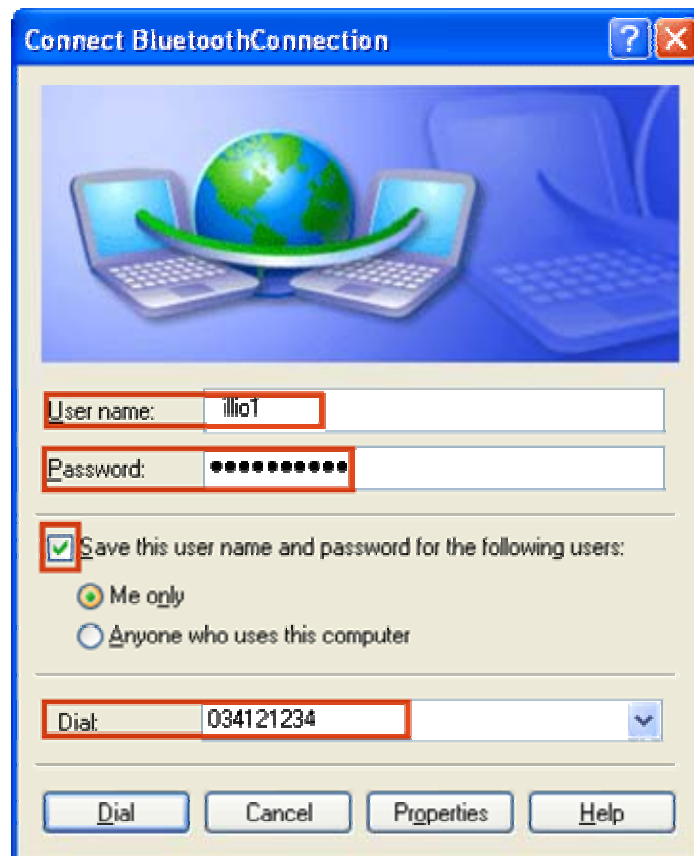 Connect BluetoothConnection
User name: illio1
Password: ●●●●●●●●●●
Save this user name and password for the following users:
Me only
Anyone who uses this computer
Dial: 034121234
Dial Cancel Properties Help